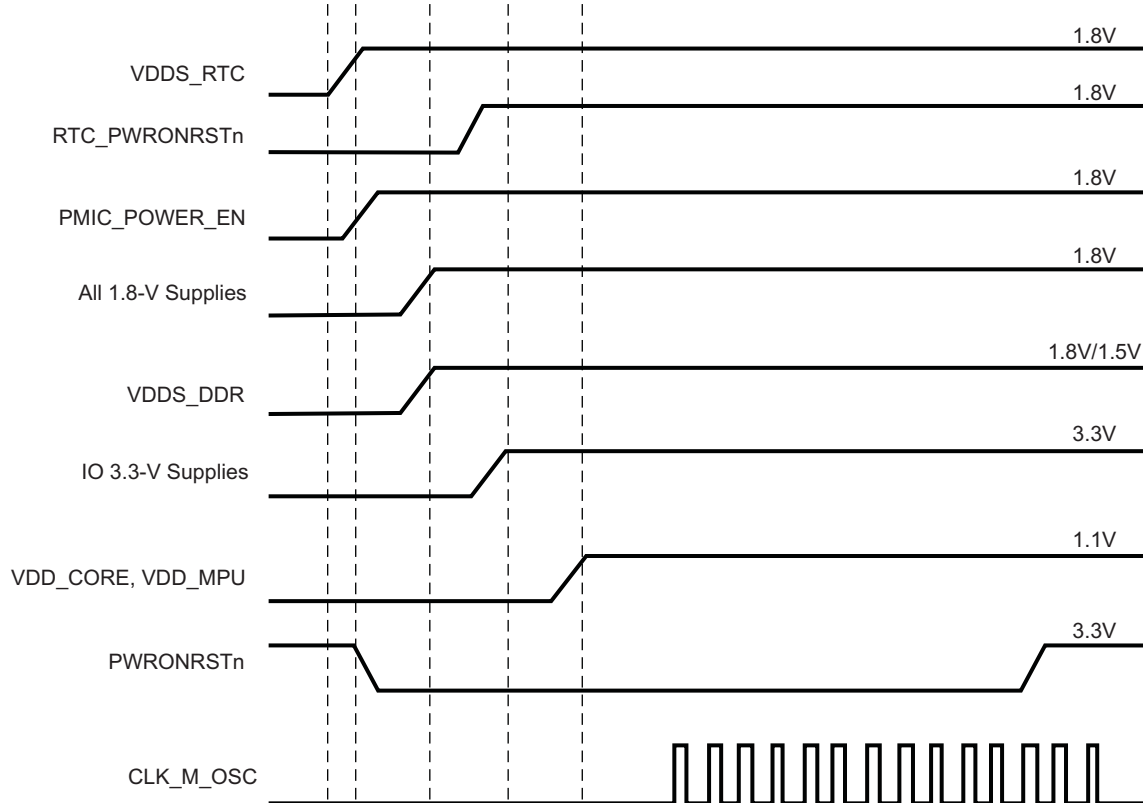 1.8V
VDDS_RTC
1.8V
RTC_PWRONRSTn
1.8V
PMIC_POWER_EN
1.8V
All 1.8-V Supplies
1.8V/1.5V
VDDS_DDR
3.3V
IO 3.3-V Supplies
1.1V
VDD_CORE, VDD_MPU
3.3V
PWRONRSTn
CLK_M_OSC